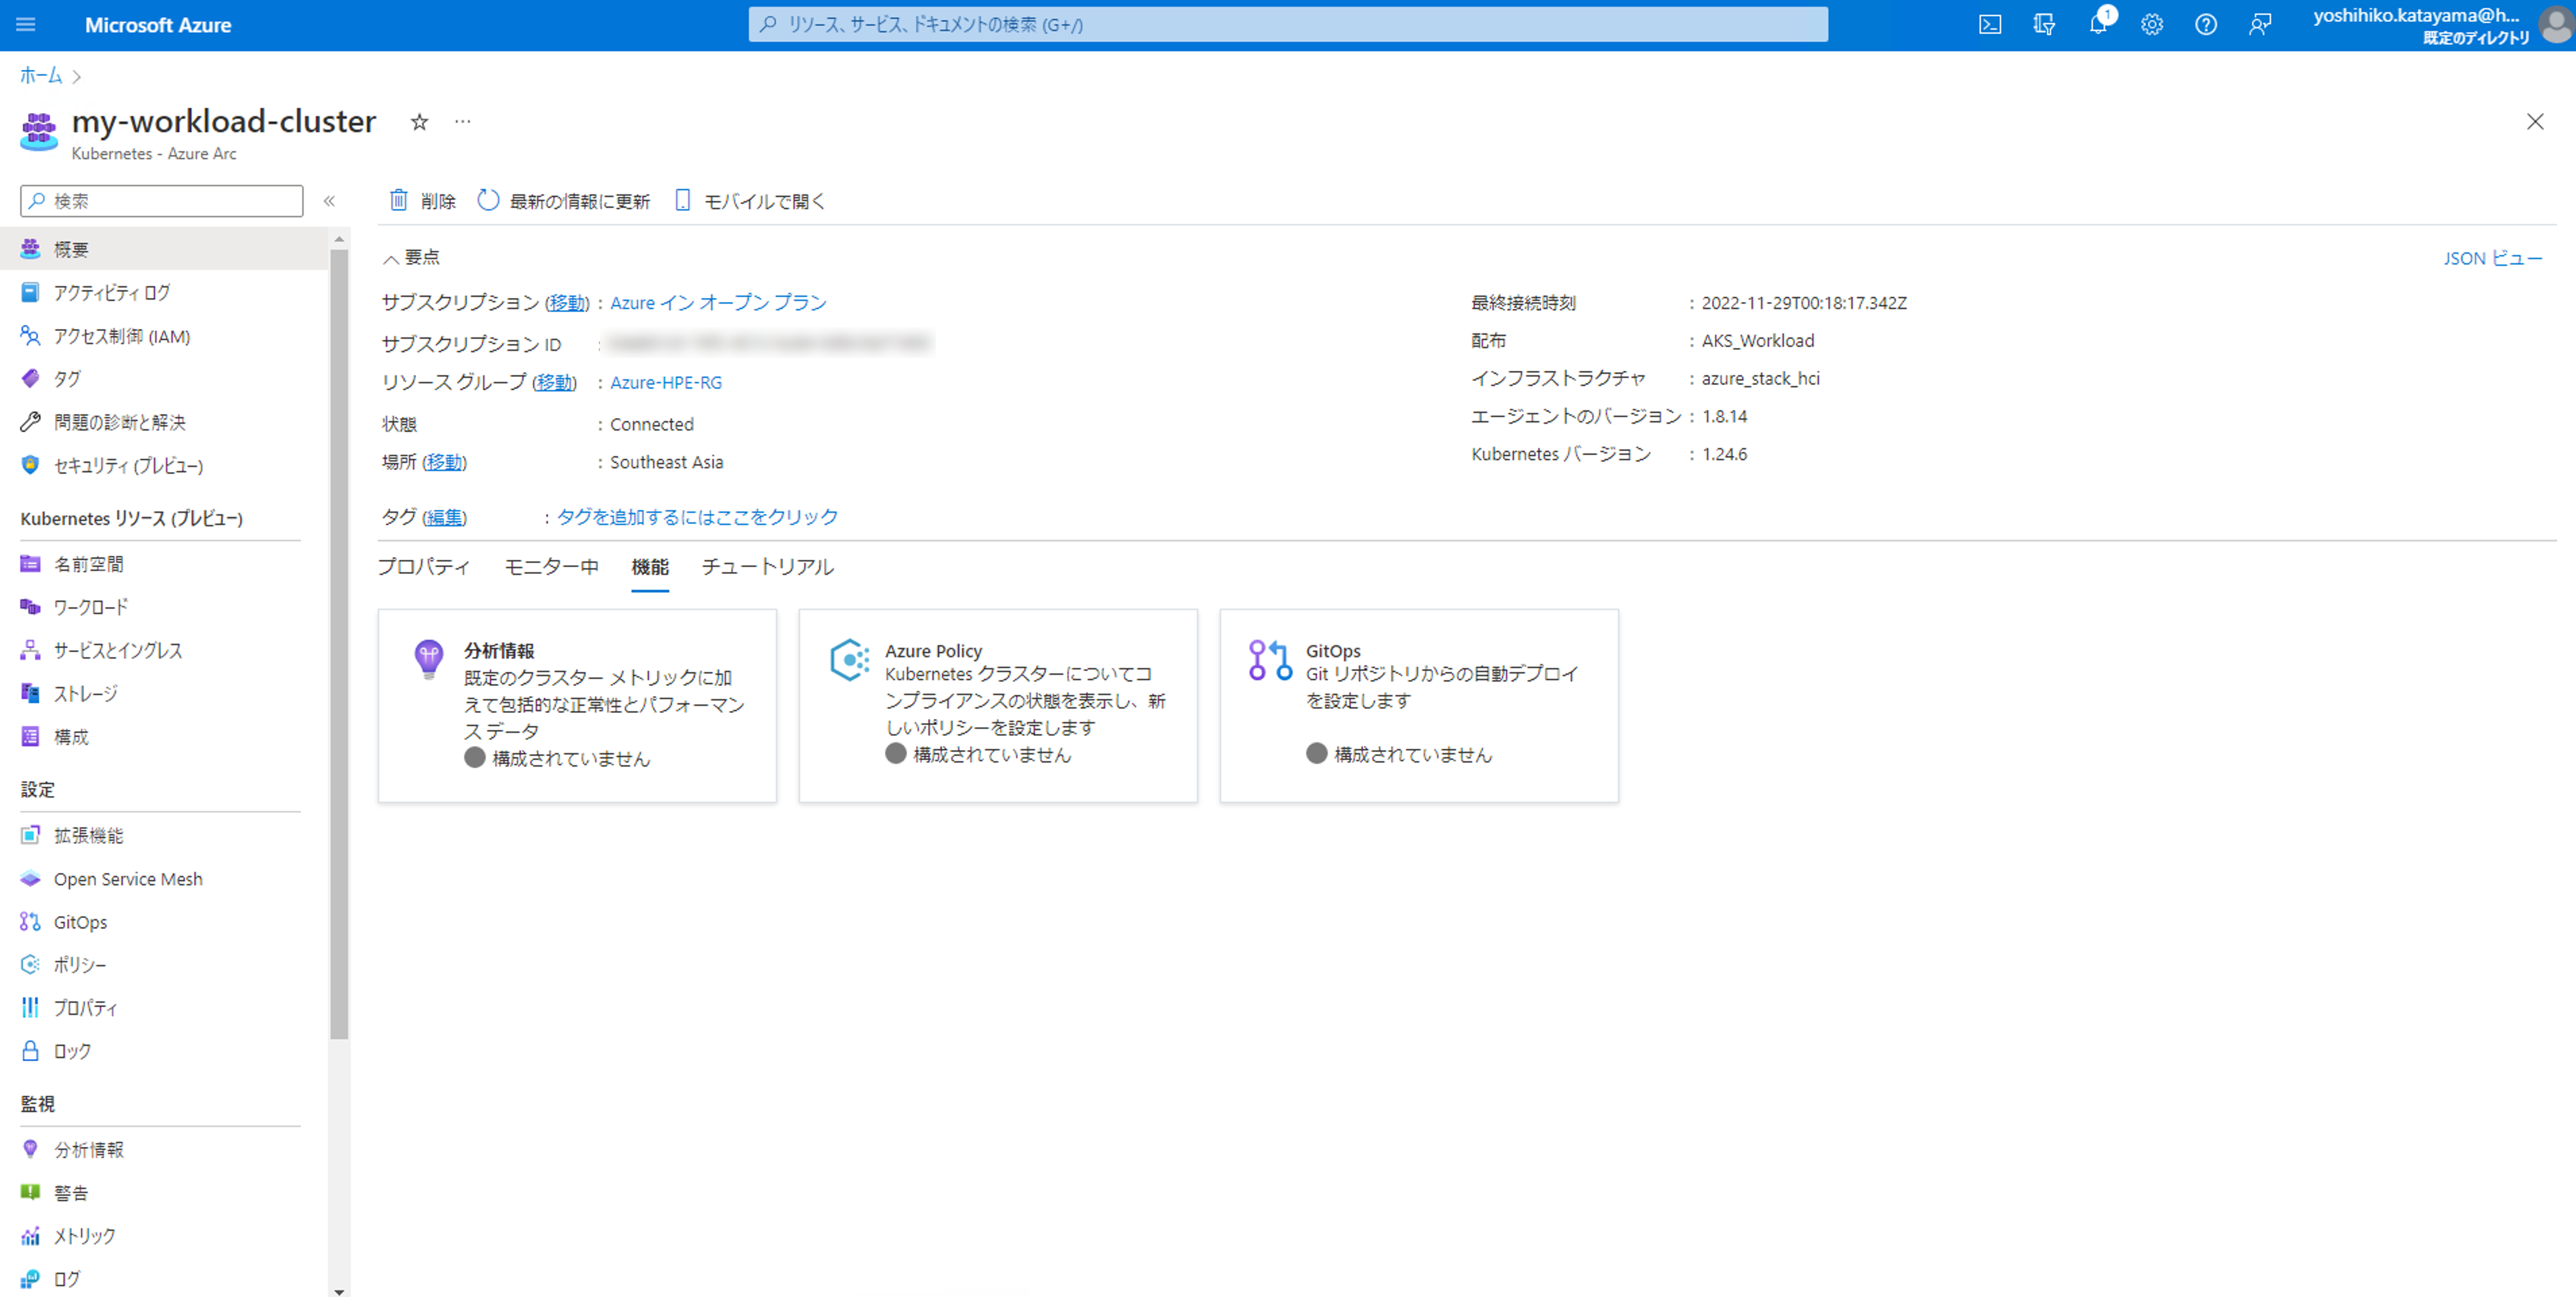 Microsoft Azure
リソース、サービス、ドキュメントの検索 (G+/)
1
yoshihiko.katayama@h...
既定のディレクトリ
ホーム
my-workload-cluster
Kubernetes - Azure Arc
検索
削除
最新の情報に更新
モバイルで開く
概要
アクティビティ ログ
アクセス制御 (IAM)
タグ
問題の診断と解決
セキュリティ (プレビュー)
Kubernetes リソース (プレビュー)
名前空間
ワークロード
サービスとイングレス
ストレージ
構成
設定
拡張機能
Open Service Mesh
GitOps
ポリシー
プロパティ
ロック
監視
分析情報
警告
メトリック
ログ
要点
JSON ビュー
サブスクリプション (移動) : Azure イン オープン プラン
サブスクリプション ID :
リソース グループ (移動) : Azure-HPE-RG
状態 : Connected
場所 (移動) : Southeast Asia
最終接続時刻 : 2022-11-29T00:18:17.342Z
配布 : AKS_Workload
インフラストラクチャ : azure_stack_hci
エージェントのバージョン : 1.8.14
Kubernetes バージョン : 1.24.6
タグ (編集) : タグを追加するにはここをクリック
プロパティ
モニター中
機能
チュートリアル
分析情報
既定のクラスター メトリックに加
えて包括的な正常性とパフォーマン
ス データ
構成されていません
Azure Policy
Kubernetes クラスターについてコ
ンプライアンスの状態を表示し、新
しいポリシーを設定します
構成されていません
GitOps
Git リポジトリからの自動デプロイ
を設定します
構成されていません